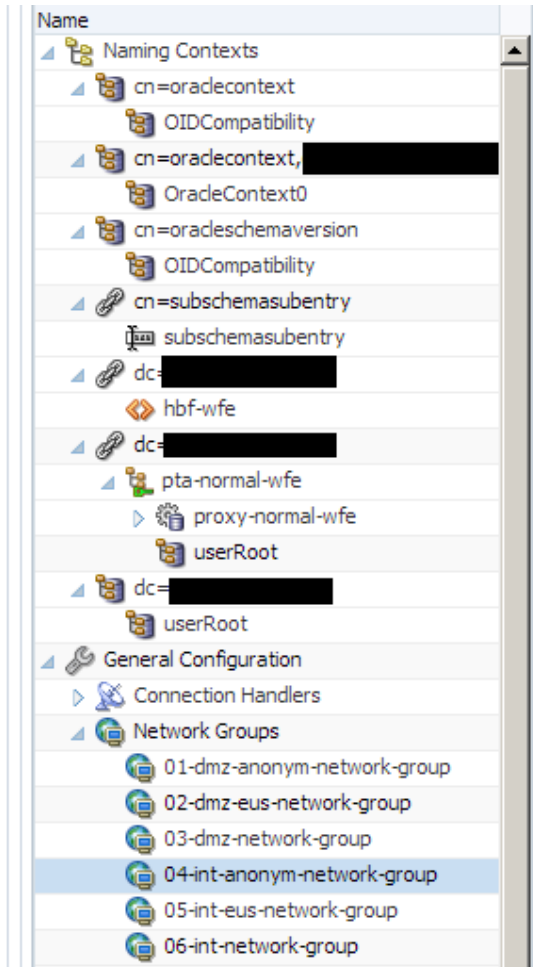 Name
Naming Contexts
cn=oraclecontext
OIDCompatibility
cn=oraclecontext,
OracleContext0
cn=oracleschemaversion
OIDCompatibility
cn=subschemasubentry
subschemasubentry
dc=
hbf-wfe
dc=
pta-normal-wfe
proxy-normal-wfe
userRoot
dc=
userRoot
General Configuration
Connection Handlers
Network Groups
01-dmz-anonym-network-group
02-dmz-eus-network-group
03-dmz-network-group
04-int-anonym-network-group
05-int-eus-network-group
06-int-network-group